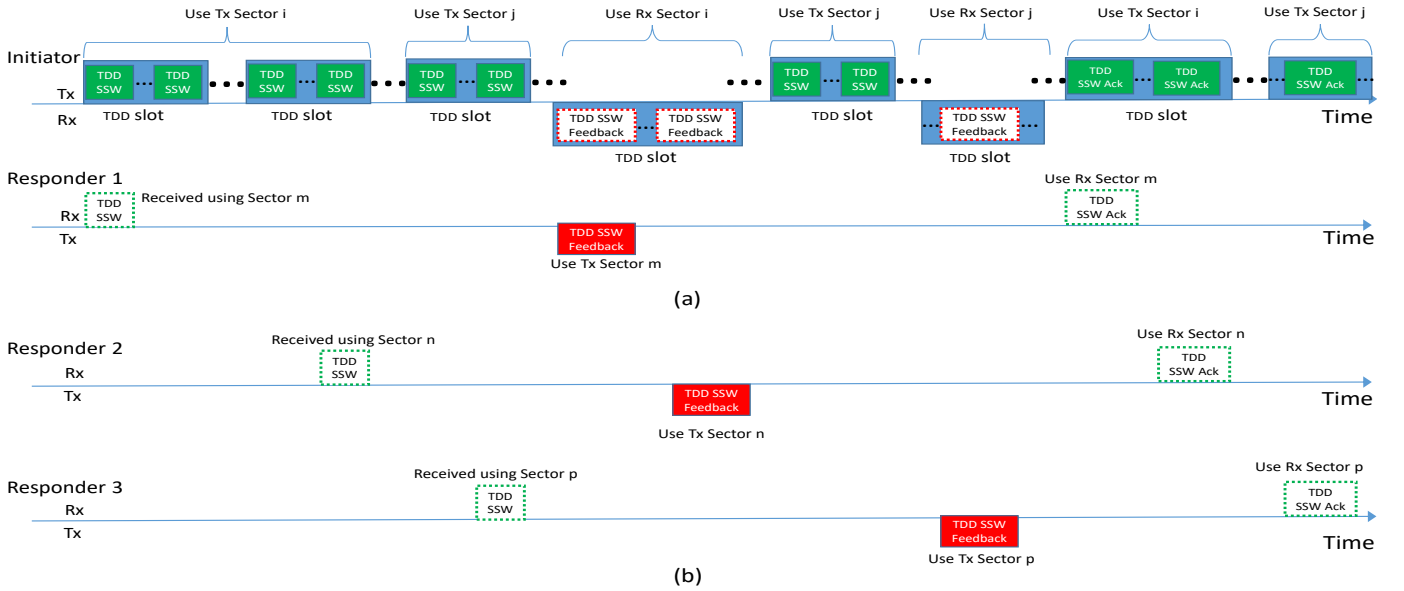 Use Tx Sector i
Use Tx Sector j
Use Rx Sector i
Use Tx Sector j
Use Rx Sector j
Use Tx Sector i
Use Tx Sector j
Initiator
TDD SSW
TDD SSW
TDD SSW
TDD SSW
TDD SSW
TDD SSW
TDD SSW
TDD SSW
TDD SSW Ack
TDD SSW Ack
TDD SSW Ack
Tx
Rx
TDD slot
TDD slot
TDD slot
TDD SSW Feedback
TDD SSW Feedback
TDD slot
TDD slot
TDD SSW Feedback
TDD slot
TDD slot
Time
Responder 1
Rx
Tx
TDD SSW
Received using Sector m
TDD SSW Feedback
Use Tx Sector m
Use Rx Sector m
TDD SSW Ack
Time
(a)
Responder 2
Rx
Tx
Received using Sector n
TDD SSW
TDD SSW Feedback
Use Tx Sector n
Use Rx Sector n
TDD SSW Ack
Time
Responder 3
Rx
Tx
Received using Sector p
TDD SSW
TDD SSW Feedback
Use Tx Sector p
Use Rx Sector p
TDD SSW Ack
Time
(b)